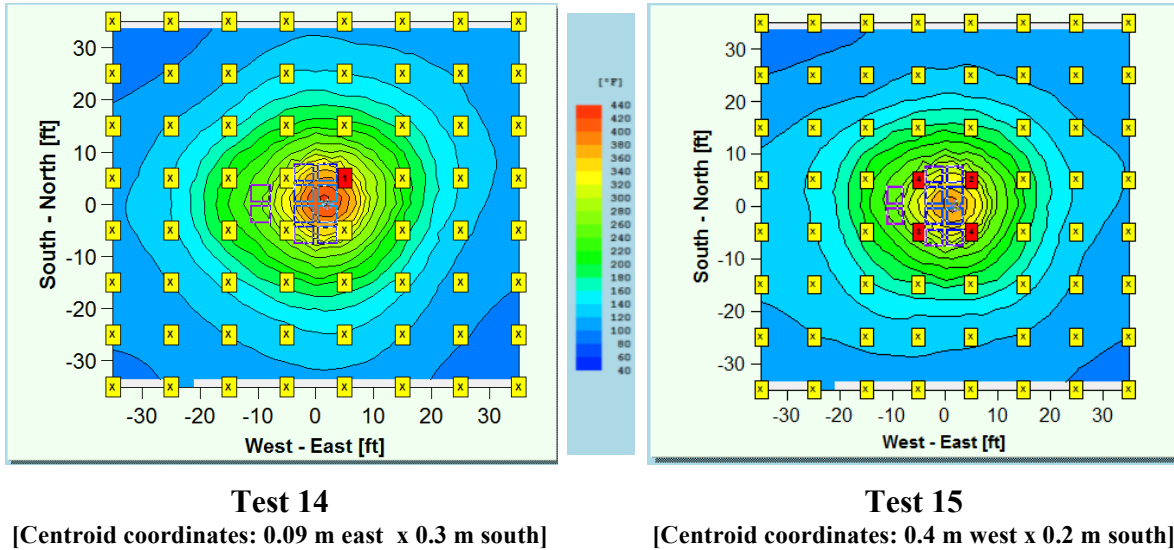 South - North [ft]
30
20
10
0
-10
-20
-30
-30 -20 -10 0 10 20 30
West - East [ft]
X X X X X X X X
X X X X X X X X
X X X X X X X X
X X X X 1 X X X
X X X X X X X X
X X X X X X X X
X X X X X X X X
X X X X X X X X
[°F]
440
420
400
380
360
340
320
300
280
260
240
220
200
180
160
140
120
100
80
60
40
South - North [ft]
30
20
10
0
-10
-20
-30
-30 -20 -10 0 10 20 30
West - East [ft]
X X X X X X X X
X X X X X X X X
X X X X X X X X
X X X 4 2 X X X
X X X 4 X X X
X X X X X X X X
X X X X X X X X
X X X X X X X X
Test 14
[Centroid coordinates: 0.09 m east x 0.3 m south]
Test 15
[Centroid coordinates: 0.4 m west x 0.2 m south]